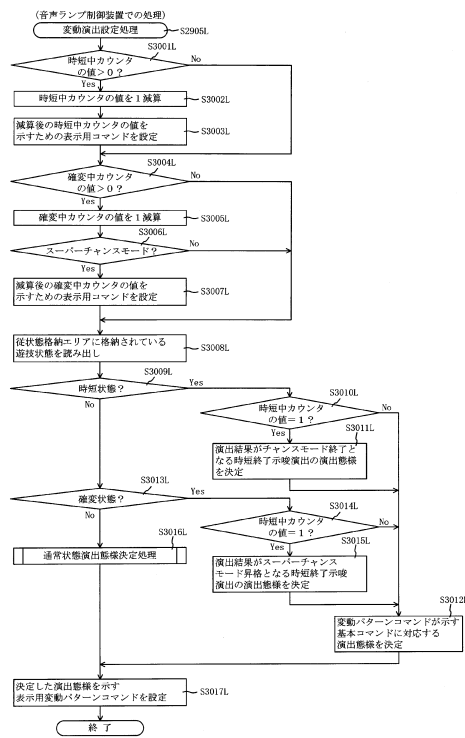 (音声ランプ制御装置での処理)
変動演出設定処理
S2905L
S3001L
時短中カウンタ
の値>0?
No
Yes
時短中カウンタの値を1減算
S3002L
減算後の時短中カウンタの値を
示すための表示用コマンドを設定
S3003L
S3004L
確変中カウンタ
の値>0?
No
Yes
確変中カウンタの値を1減算
S3005L
S3006L
スーパーチャンスモード?
No
Yes
減算後の確変中カウンタの値を
示すための表示用コマンドを設定
S3007L
従状態格納エリアに格納されている
遊技状態を読み出し
S3008L
S3009L
時短状態?
Yes
No
S3010L
時短中カウンタ
の値=1?
No
Yes
S3011L
演出結果がチャンスモード終了と
なる時短終了示唆演出の演出態様
を決定
S3013L
確変状態?
Yes
No
S3014L
時短中カウンタ
の値=1?
No
Yes
S3015L
演出結果がスーパーチャンス
モード昇格となる時短終了示唆
演出の演出態様を決定
S3016L
通常状態演出態様決定処理
S3012L
変動パターンコマンドが示す
基本コマンドに対応する
演出態様を決定
決定した演出態様を示す
表示用変動パターンコマンドを設定
S3017L
終了